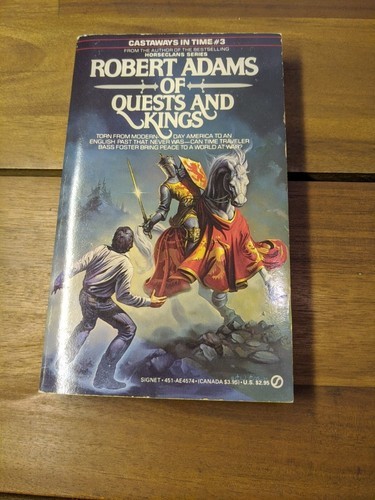 CASTAWAYS IN TIME #3
FROM THE AUTHOR OF THE BESTSELLING
HORSECLANS SERIES
ROBERT ADAMS
OF
QUESTS AND
KINGS
TORN FROM MODERN-DAY AMERICA TO AN
ENGLISH PAST THAT NEVER WAS—CAN TIME TRAVELER
BASS FOSTER BRING PEACE TO A WORLD AT WAR?
SIGNET • 451-AE4574 • (CANADA $3.95) • U.S. $2.95